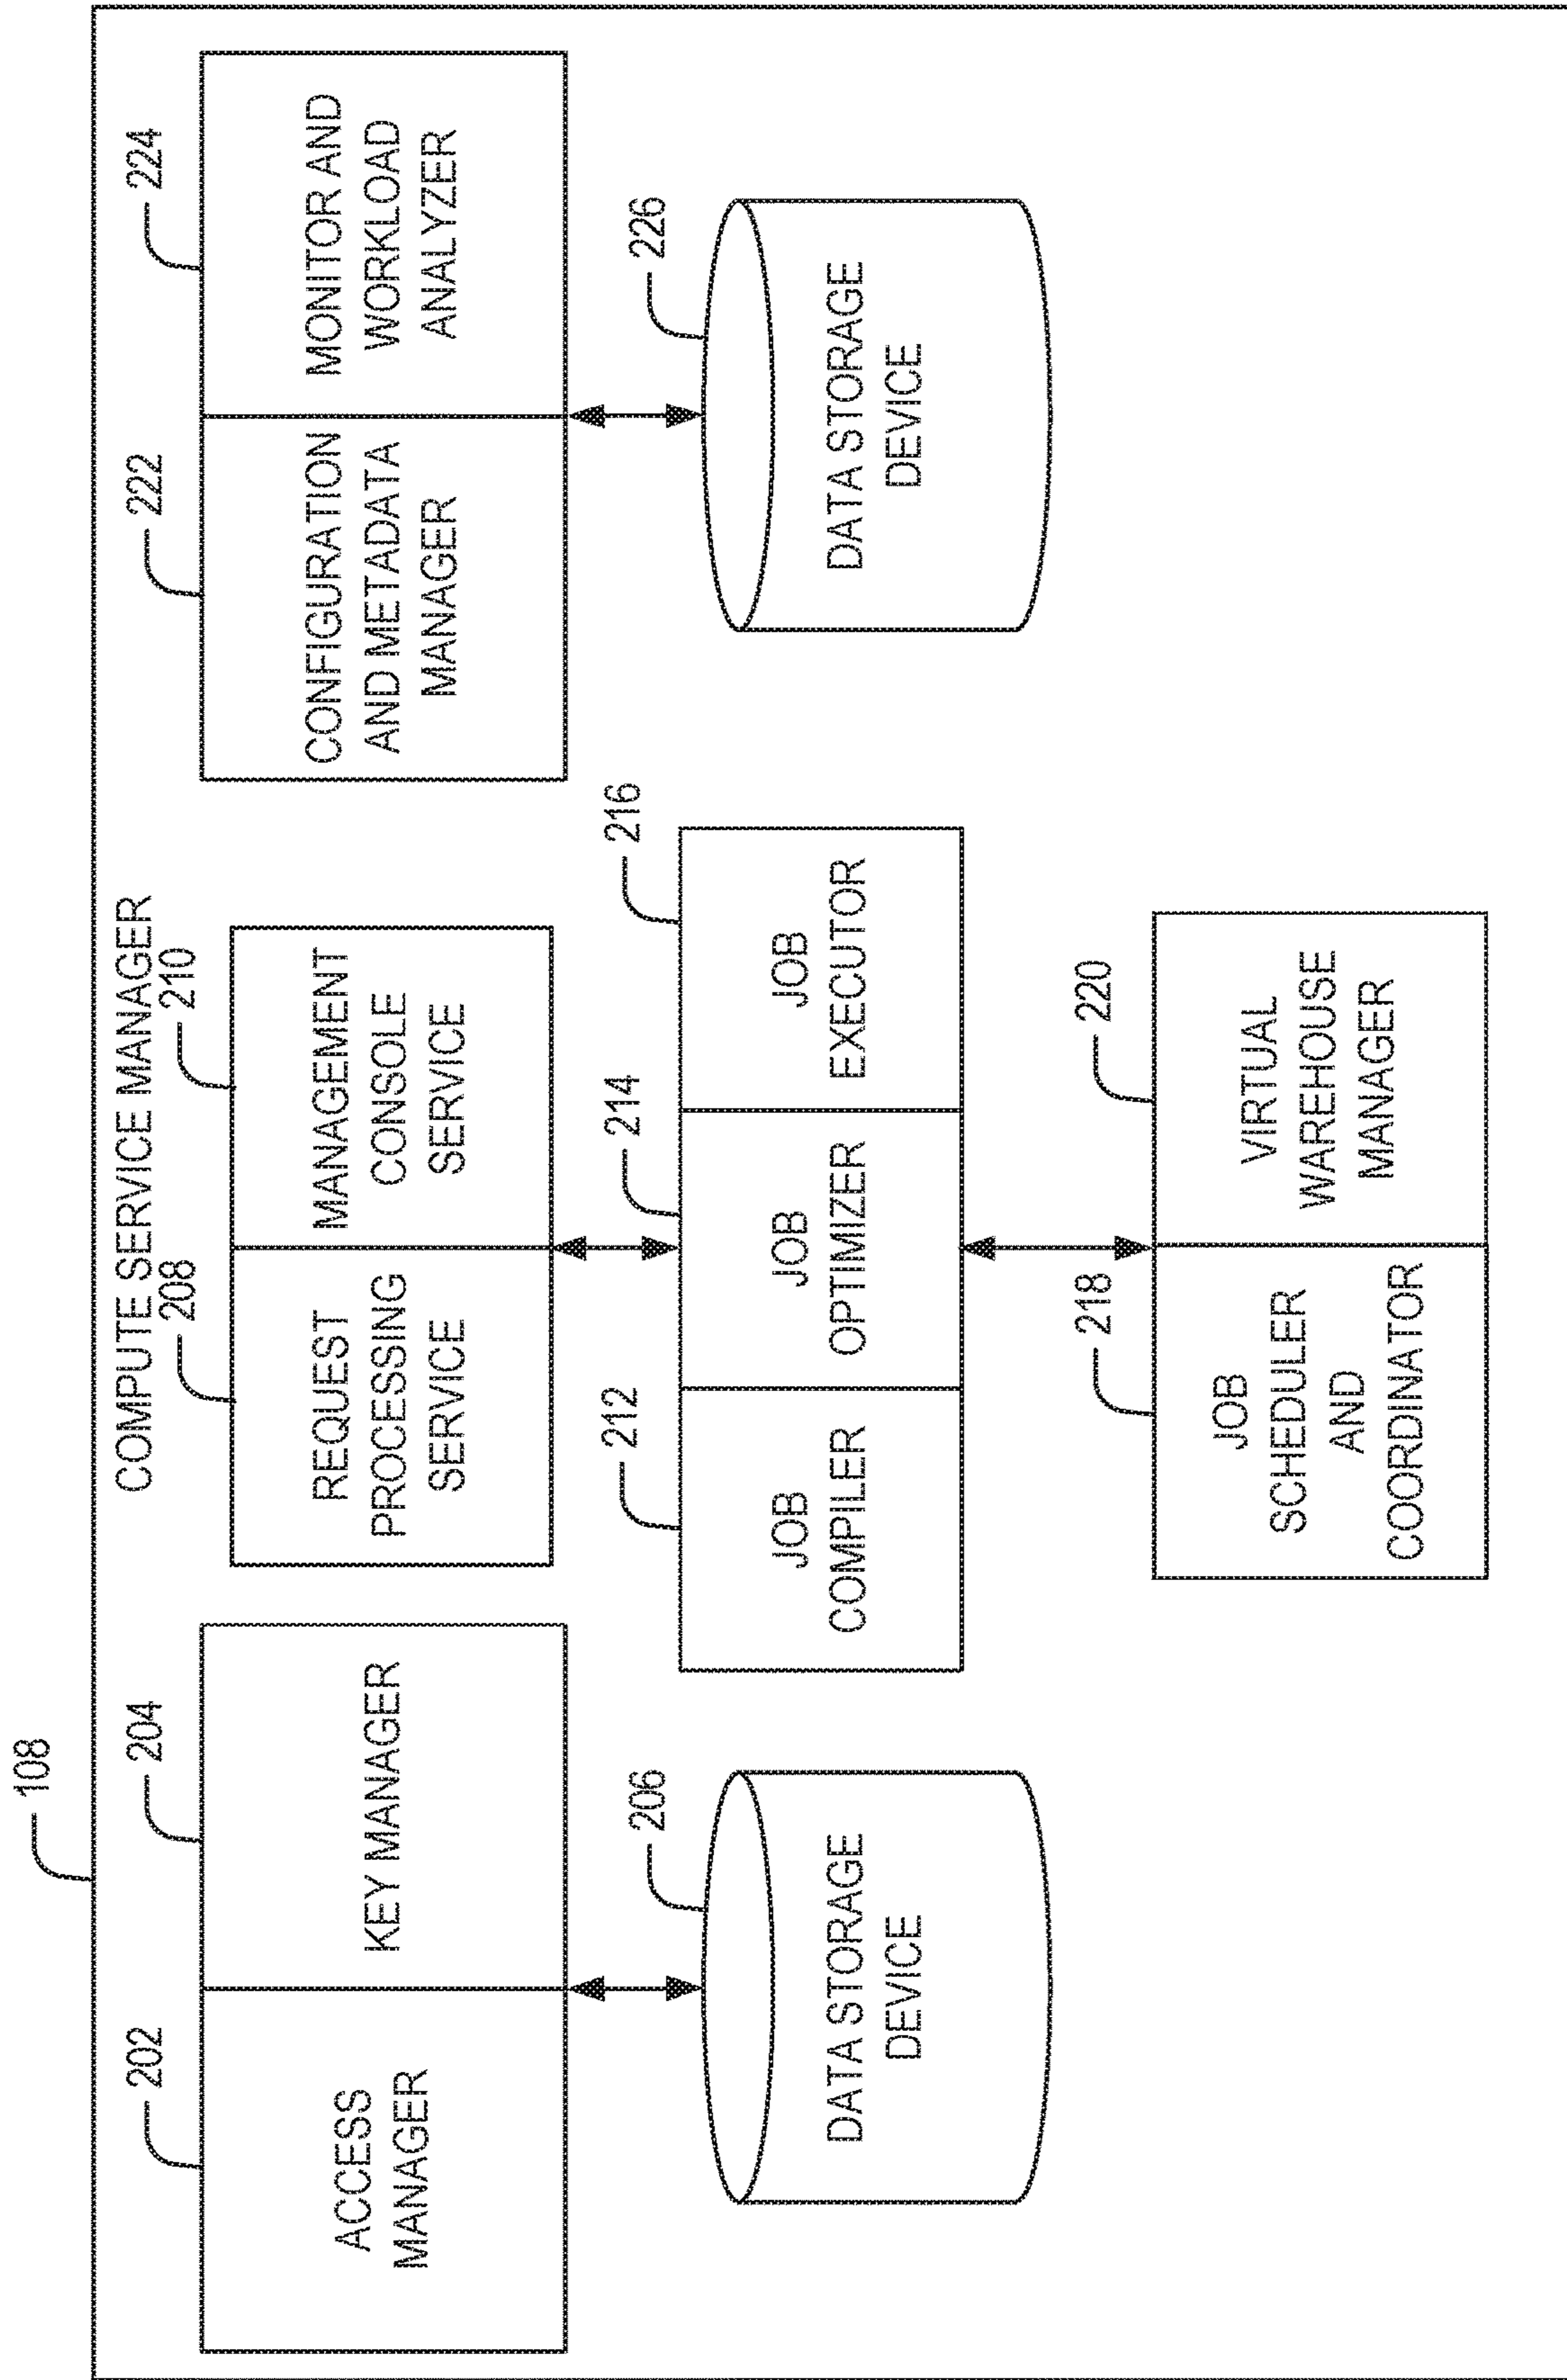 108
COMPUTE SERVICE MANAGER
202
204
ACCESS
MANAGER
KEY MANAGER
206
DATA STORAGE
DEVICE
208
210
REQUEST
PROCESSING
SERVICE
MANAGEMENT
CONSOLE
SERVICE
212
214
216
JOB
COMPILER
JOB
OPTIMIZER
JOB
EXECUTOR
218
220
JOB
SCHEDULER
AND
COORDINATOR
VIRTUAL
WAREHOUSE
MANAGER
222
224
CONFIGURATION
AND METADATA
MANAGER
MONITOR AND
WORKLOAD
ANALYZER
226
DATA STORAGE
DEVICE